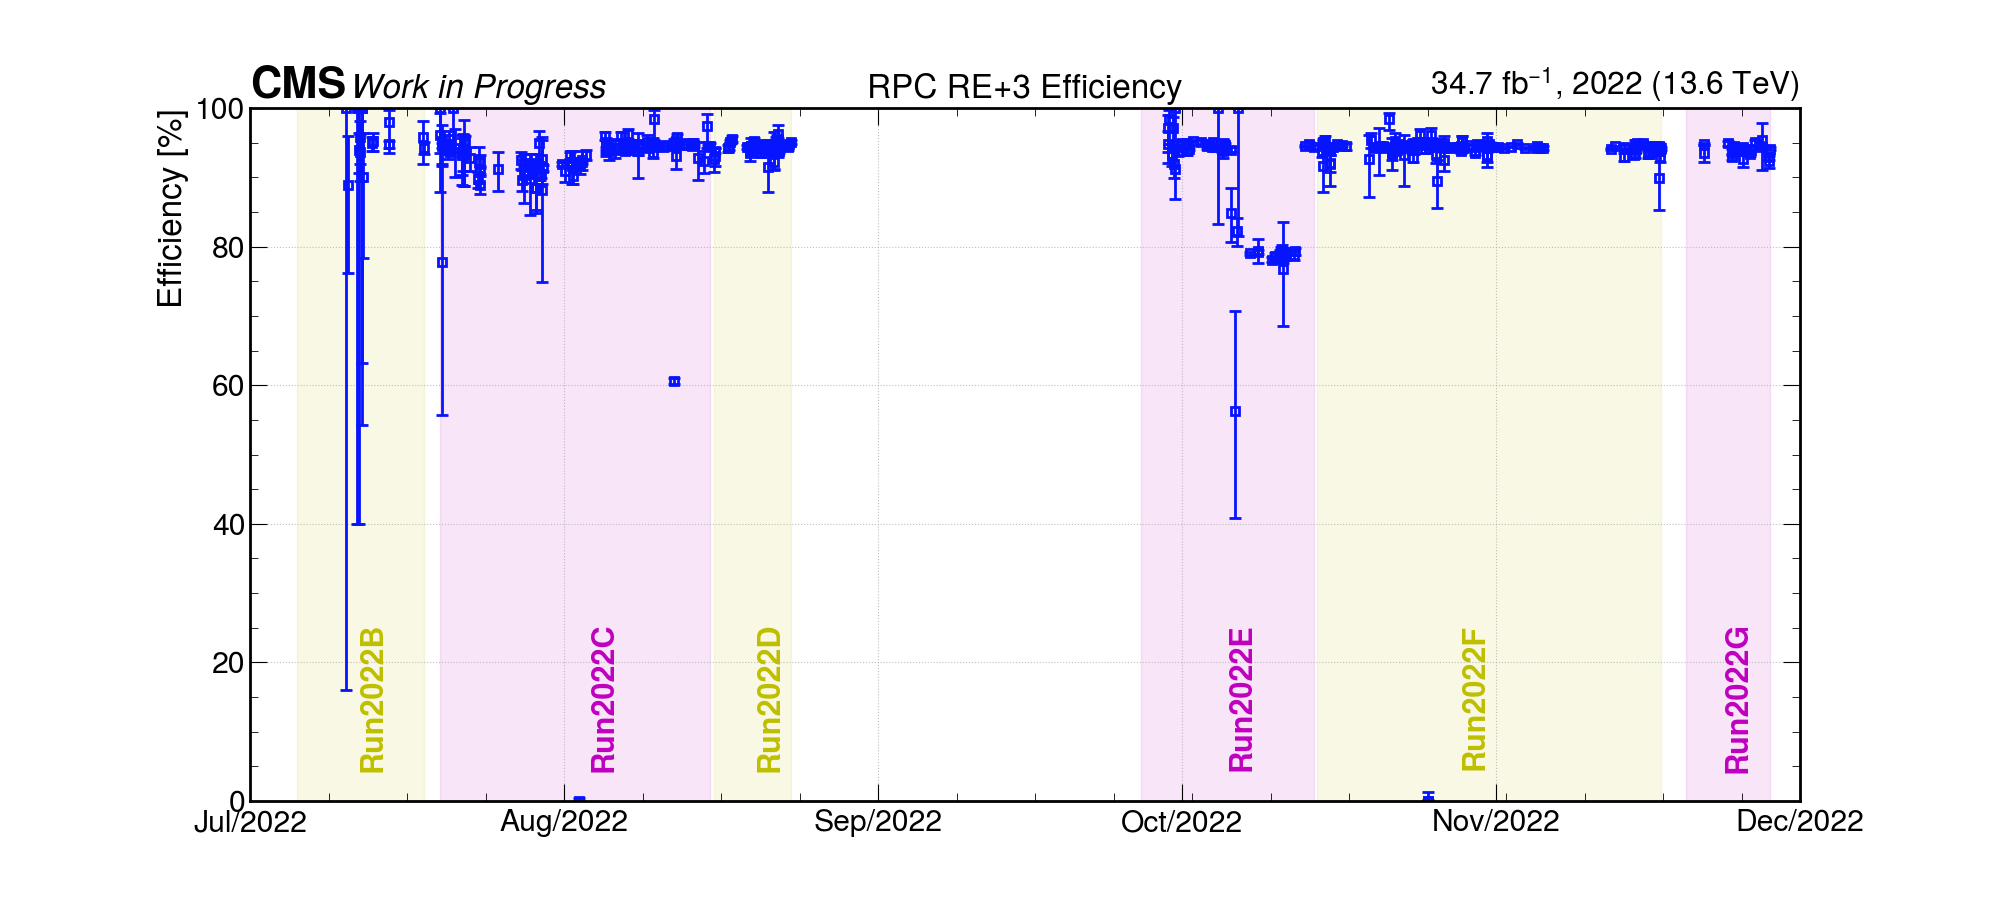 CMS Work in Progress RPC RE+3 Efficiency 34.7 fb⁻¹, 2022 (13.6 TeV)
Efficiency [%]
100
80
60
40
20
0
Run2022B
Run2022C
Run2022D
Run2022E
Run2022F
Run2022G
Jul/2022 Aug/2022 Sep/2022 Oct/2022 Nov/2022 Dec/2022